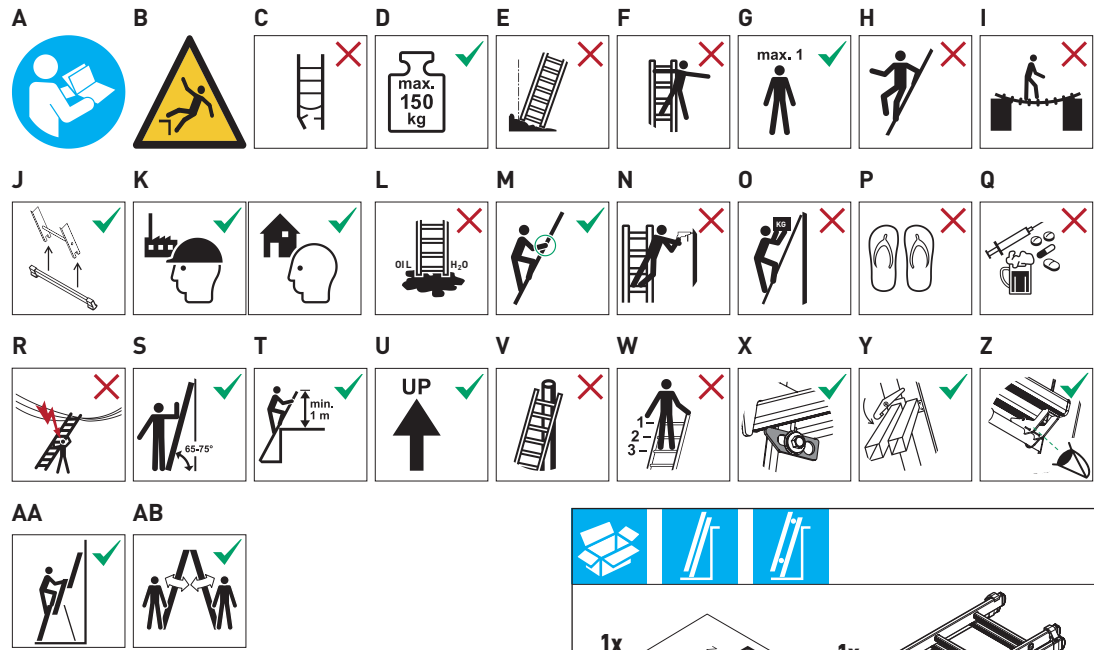 A B C D E F G H I
max.
150
kg
max. 1
J K L M N O P Q
OIL H₂O
KG
R S T U V W X Y Z
65-75°
min.
1 m
UP
1
2
3
AA AB
1x
1x